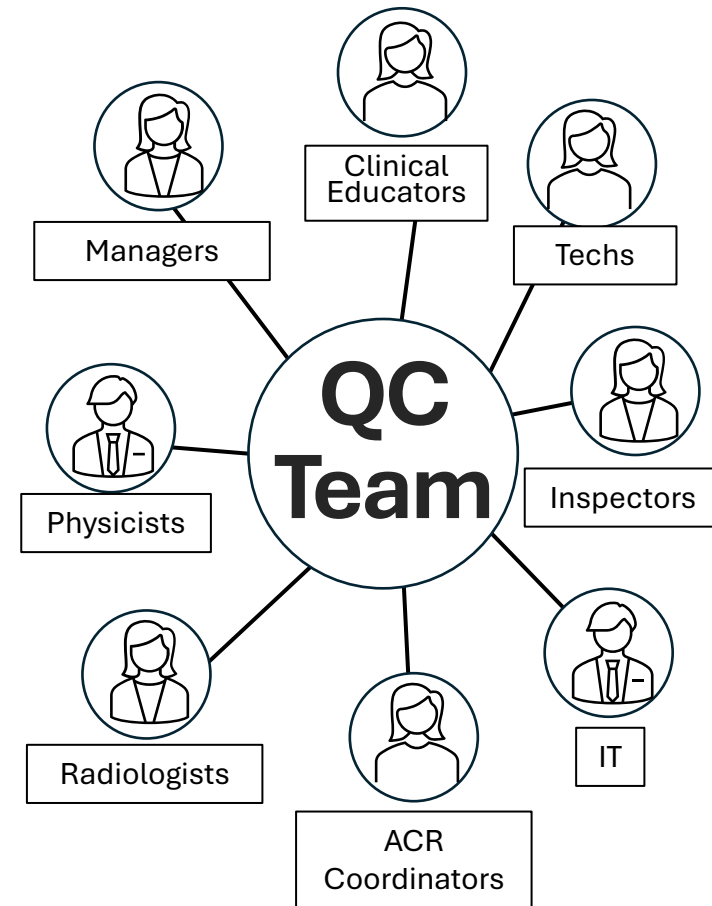 Clinical
Educators
Managers
Techs
QC
Team
Inspectors
Physicists
IT
Radiologists
ACR
Coordinators